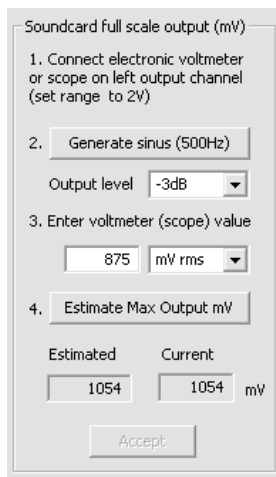 Soundcard full scale output (mV)
1. Connect electronic voltmeter
or scope on left output channel
(set range to 2V)
2. Generate sinus (500Hz)
Output level -3dB
3. Enter voltmeter (scope) value
875 mV rms
4. Estimate Max Output mV
Estimated Current
1054 1054 mV
Accept